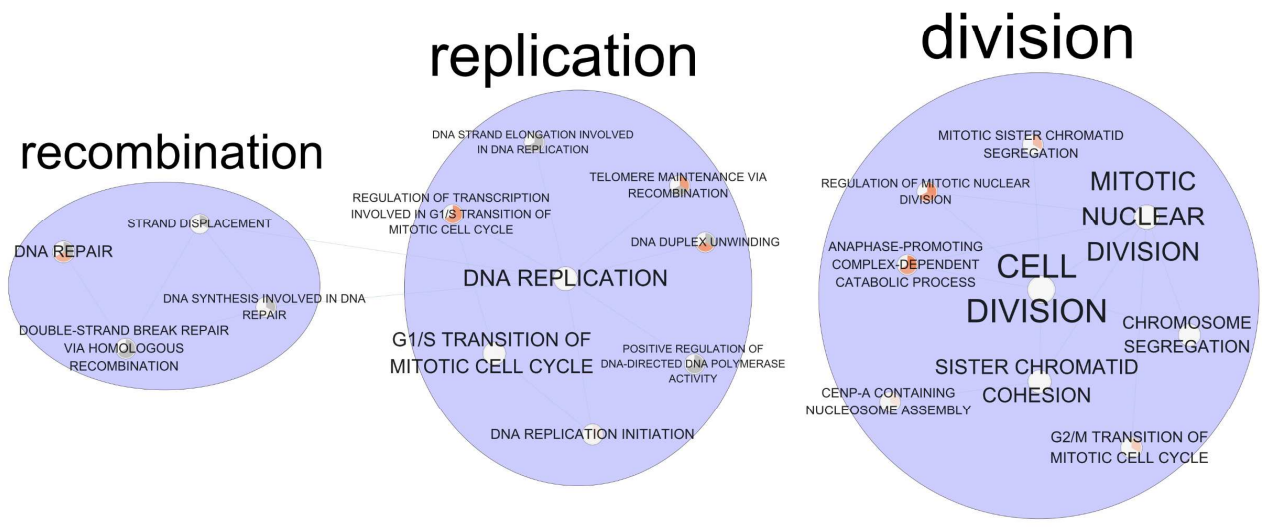 recombination
STRAND DISPLACEMENT
DNA REPAIR
DNA SYNTHESIS INVOLVED IN DNA
REPAIR
DOUBLE-STRAND BREAK REPAIR
VIA HOMOLOGOUS
RECOMBINATION
replication
DNA STRAND ELONGATION INVOLVED
IN DNA REPLICATION
TELOMERE MAINTENANCE VIA
RECOMBINATION
REGULATION OF TRANSCRIPTION
INVOLVED IN G1/S TRANSITION OF
MITOTIC CELL CYCLE
DNA DUPLEX UNWINDING
DNA REPLICATION
G1/S TRANSITION OF
MITOTIC CELL CYCLE
POSITIVE REGULATION OF
DNA-DIRECTED DNA POLYMERASE
ACTIVITY
DNA REPLICATION INITIATION
division
MITOTIC SISTER CHROMATID
SEGREGATION
REGULATION OF MITOTIC NUCLEAR
DIVISION
MITOTIC
NUCLEAR
DIVISION
ANAPHASE-PROMOTING
COMPLEX-DEPENDENT
CATABOLIC PROCESS
CELL
DIVISION
CHROMOSOME
SEGREGATION
SISTER CHROMATID
COHESION
CENP-A CONTAINING
NUCLEOSOME ASSEMBLY
G2/M TRANSITION OF
MITOTIC CELL CYCLE